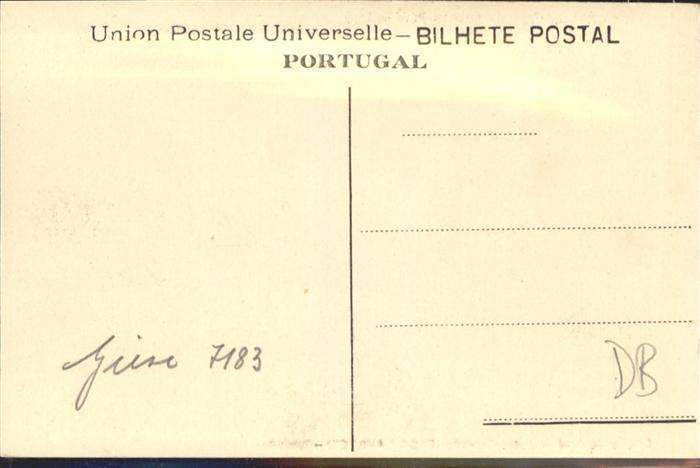 Union Postale Universelle – BILHETE POSTAL
PORTUGAL
7183
DB